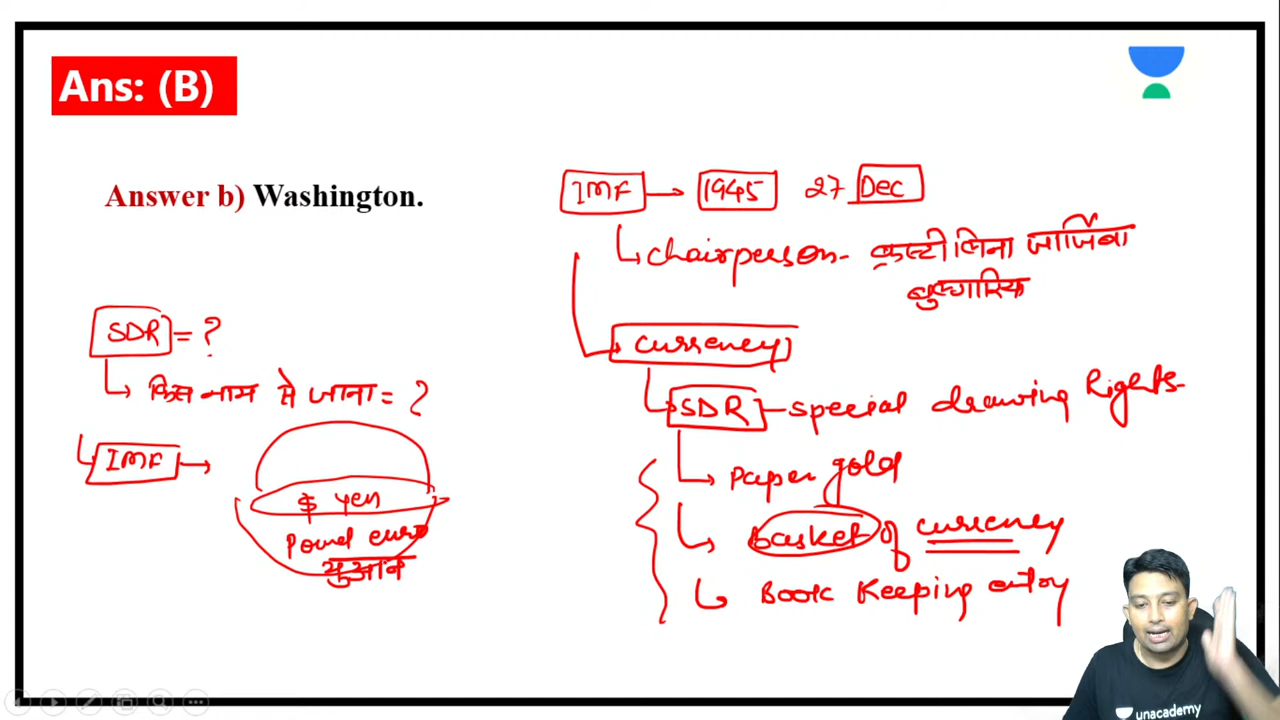 Ans: (B)
Answer b) Washington.
IMF → 1945 27 Dec
chairperson- क्रस्टीलिना जार्जिवा
बुल्गारिया
currency
SDR - special drawing Rights
Paper gold
Basket of currency
Book Keeping entry
SDR = ?
किस नाम से जाना = ?
IMF →
$ yen
Pound euro
युआन
unacademy